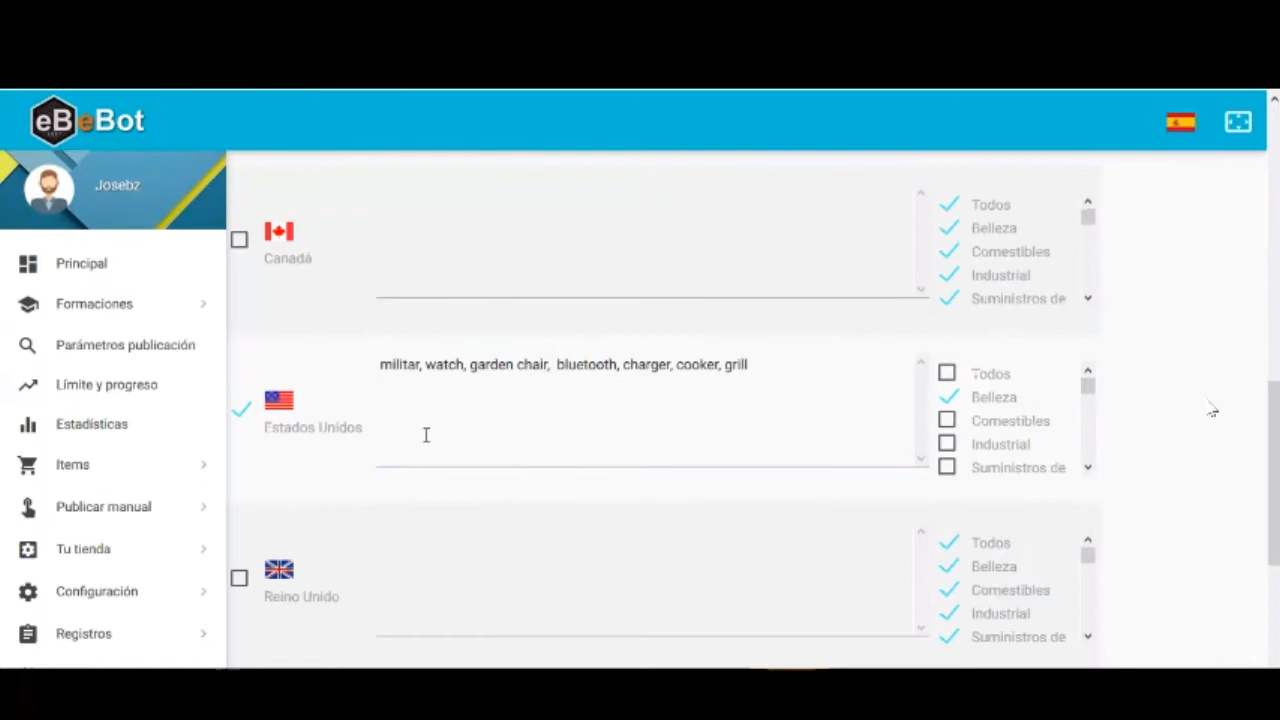 eB eBot
Josebz
Principal
Formaciones
Parámetros publicación
Límite y progreso
Estadísticas
Items
Publicar manual
Tu tienda
Configuración
Registros
Canadá
Todos
Belleza
Comestibles
Industrial
Suministros de
Estados Unidos
militar, watch, garden chair,  bluetooth, charger, cooker, grill
Todos
Belleza
Comestibles
Industrial
Suministros de
Reino Unido
Todos
Belleza
Comestibles
Industrial
Suministros de